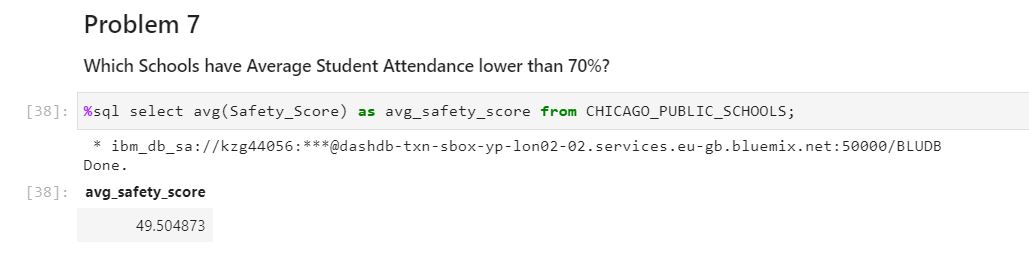 Problem 7
Which Schools have Average Student Attendance lower than 70%?
[38]: %sql select avg(Safety_Score) as avg_safety_score from CHICAGO_PUBLIC_SCHOOLS;
* ibm_db_sa://kzg44056:***@dashdb-txn-sbox-yp-lon02-02.services.eu-gb.bluemix.net:50000/BLUDB
Done.
[38]: avg_safety_score
49.504873